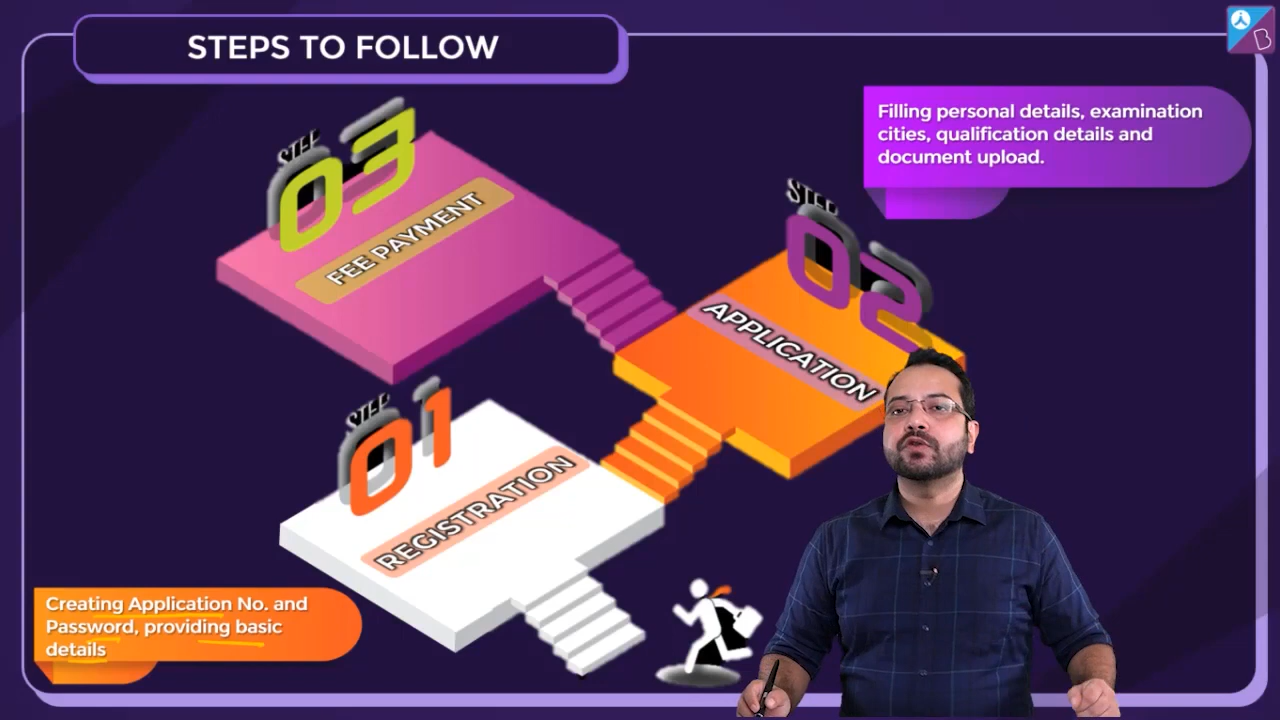 STEPS TO FOLLOW
Filling personal details, examination
cities, qualification details and
document upload.
STEP
03
FEE PAYMENT
STEP
02
APPLICATION
STEP
01
REGISTRATION
Creating Application No. and
Password, providing basic
details
B